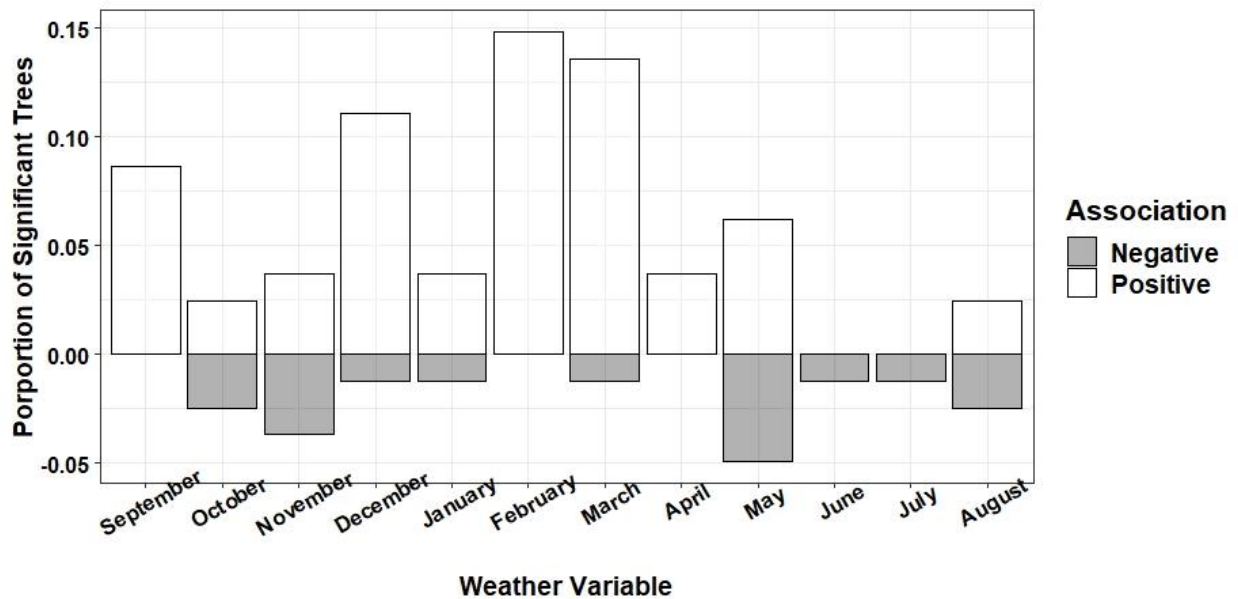 Porportion of Significant Trees
0.15
0.10
0.05
0.00
-0.05
September
October
November
December
January
February
March
April
May
June
July
August
Weather Variable
Association
Negative
Positive